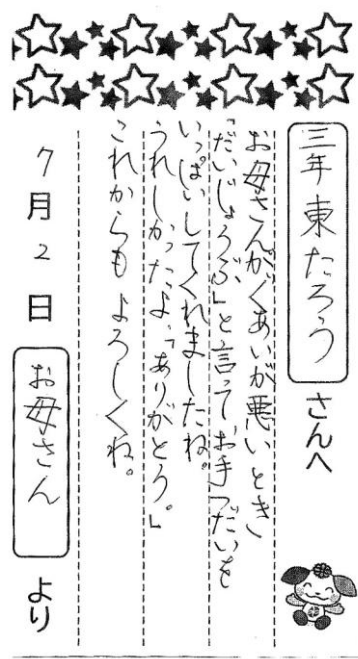 三年 東たろう さんへ
お母さんがぐあいが悪いとき
「だいじょうぶ」と言ってお手つだいを
いっぱいしてくれましたね。
うれしかったよ、「ありがとう。」
これからもよろしくね。
7月2日 お母さん より